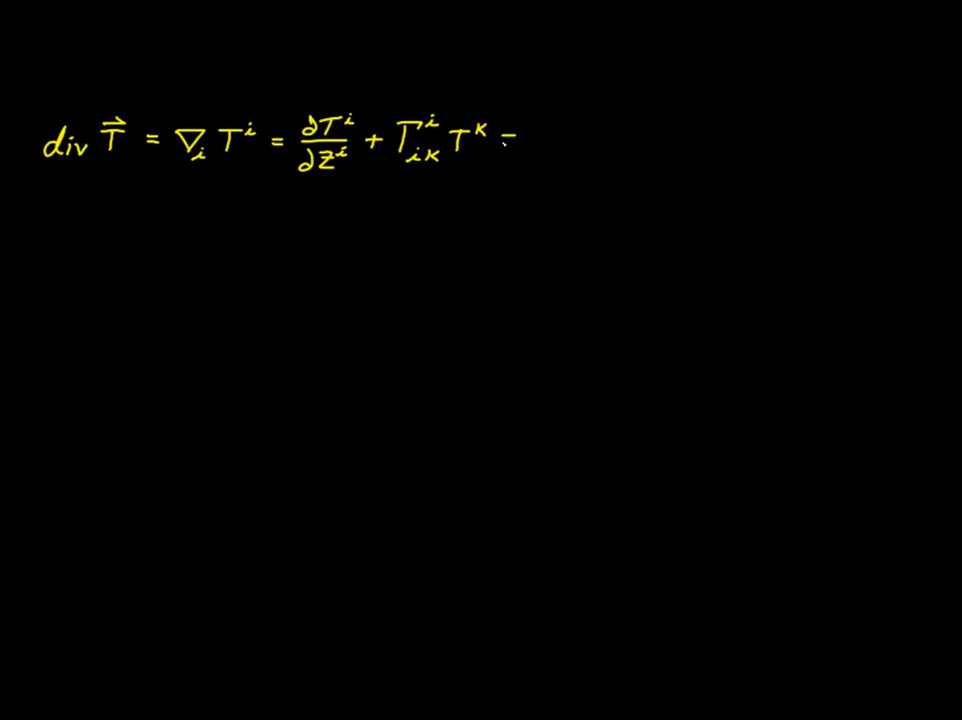 div T⃗ = ∇ᵢ Tⁱ = ∂Tⁱ/∂Zⁱ + Γⁱᵢₖ Tᵏ –